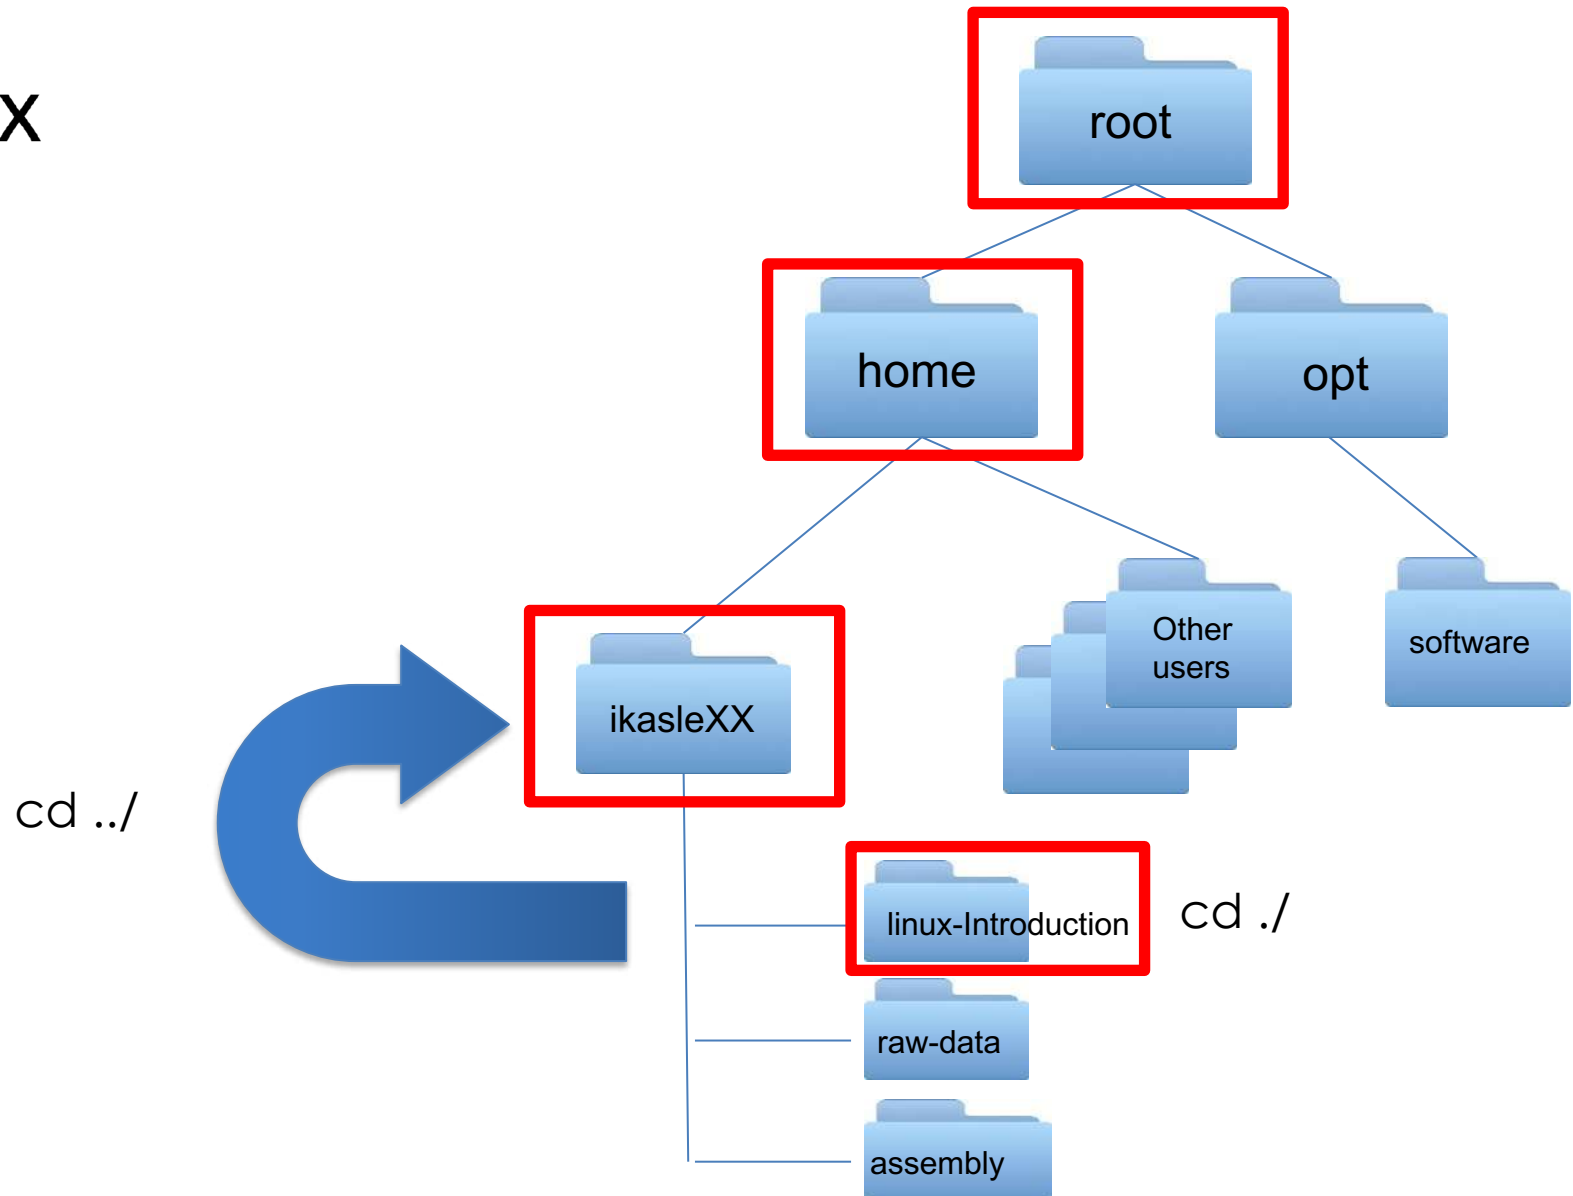 x
root
home
opt
Other
users
software
ikasleXX
cd ../
linux-Introduction
cd ./
raw-data
assembly